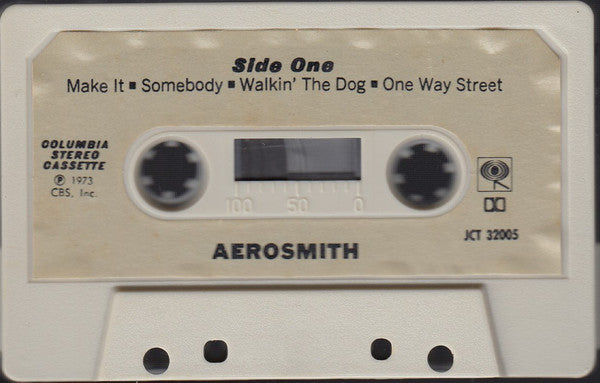 Side One
Make It ▪ Somebody ▪ Walkin' The Dog ▪ One Way Street
COLUMBIA
STEREO
CASSETTE
℗ 1973
CBS, Inc.
100 50 0
JCT 32005
AEROSMITH